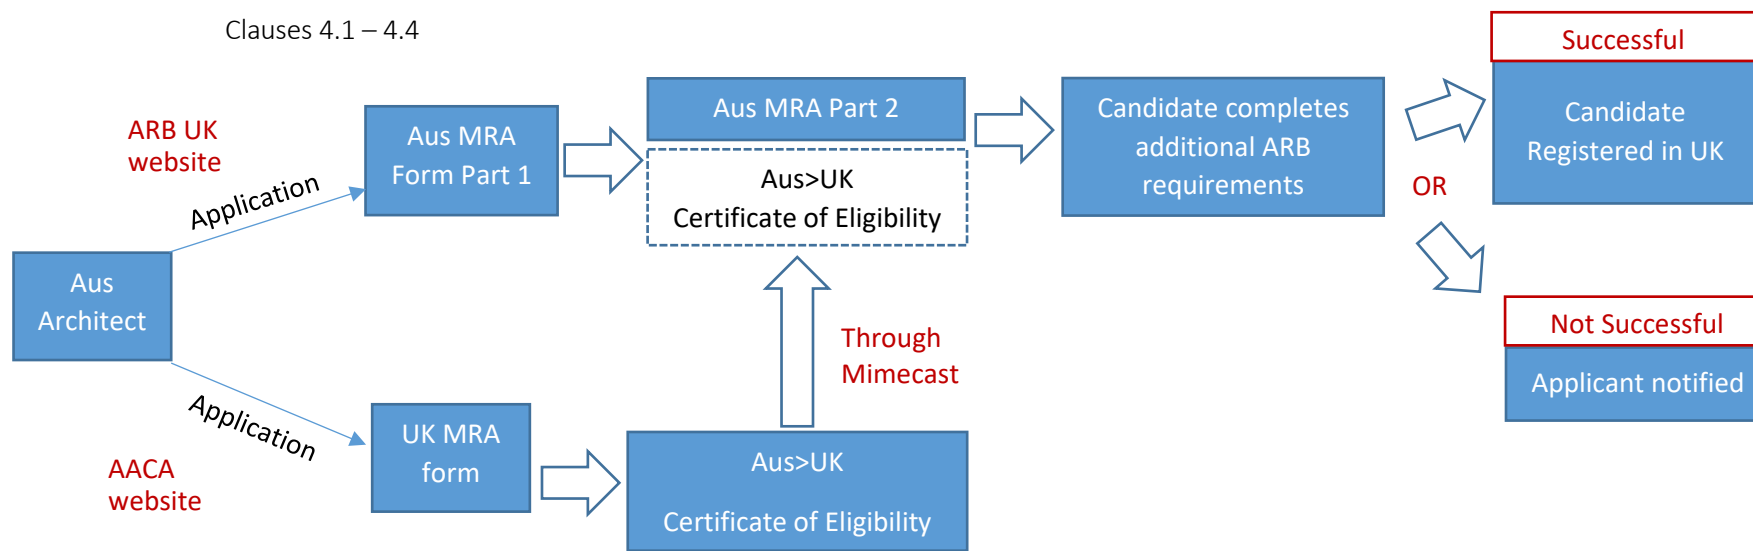 Clauses 4.1 – 4.4
ARB UK
website
Application
Aus
Architect
Application
AACA
website
Aus MRA
Form Part 1
UK MRA
form
Aus MRA Part 2
Aus>UK
Certificate of Eligibility
Through
Mimecast
Aus>UK
Certificate of Eligibility
Candidate completes
additional ARB
requirements
OR
Successful
Candidate
Registered in UK
Not Successful
Applicant notified